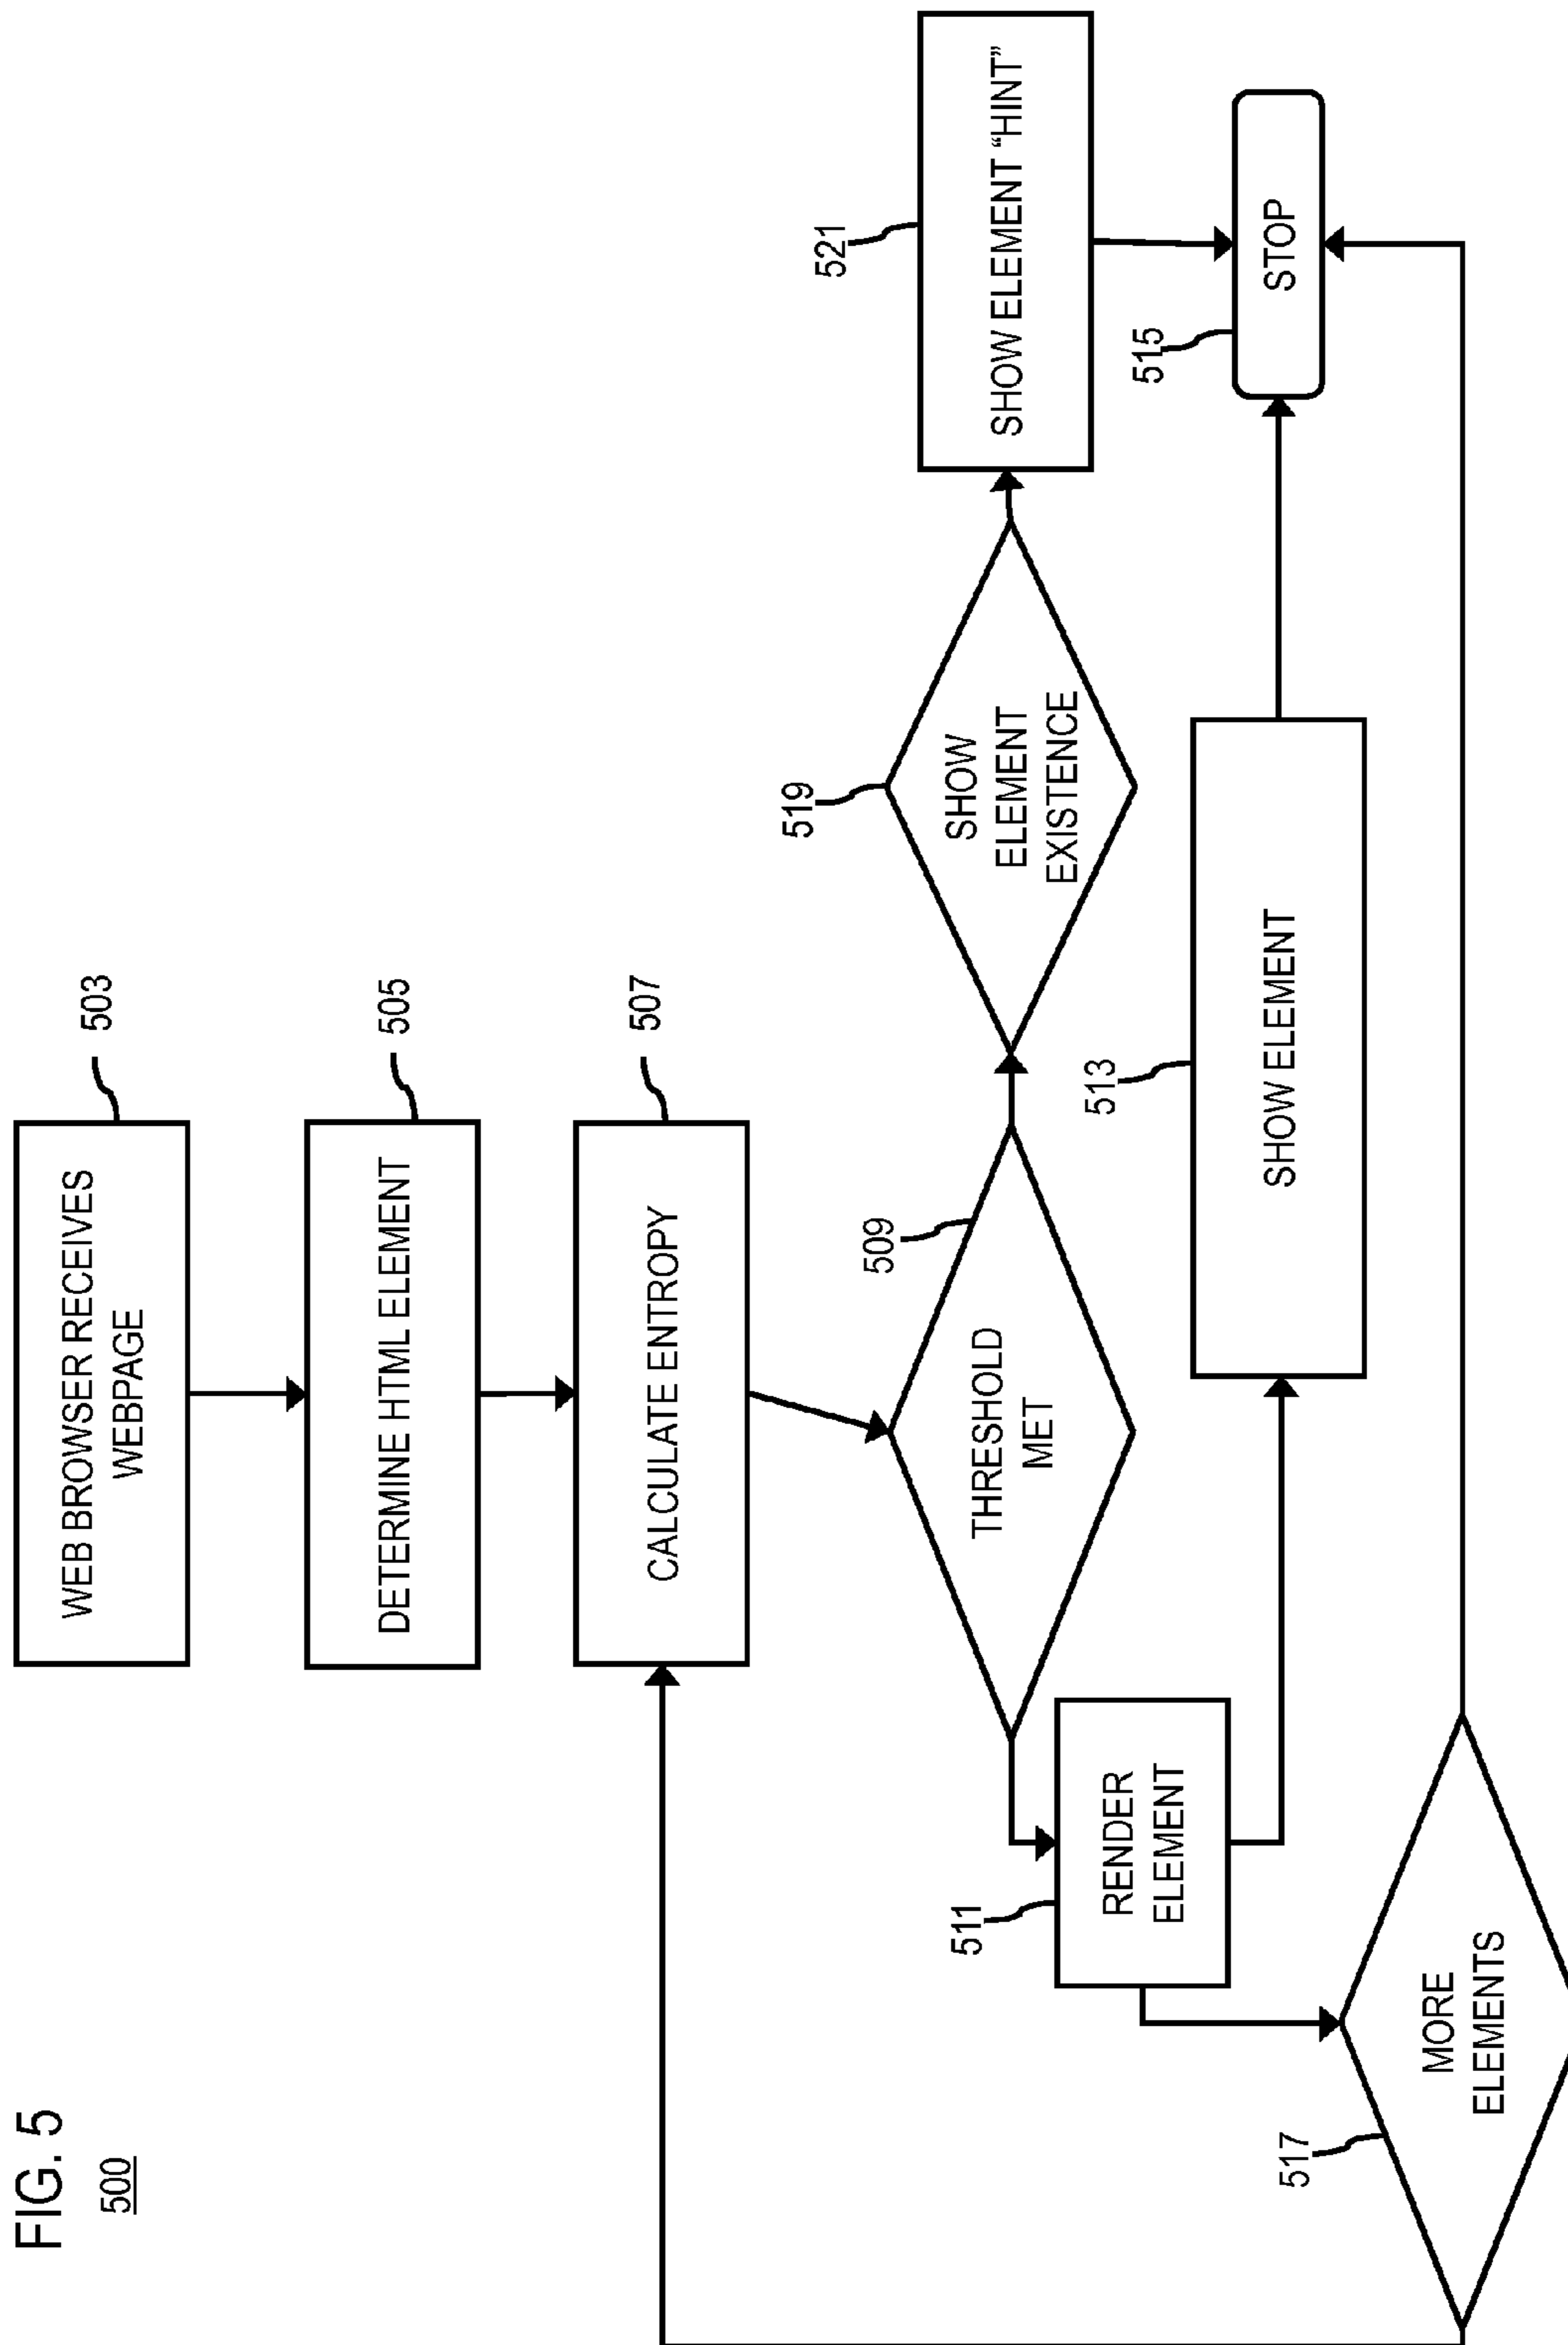 FIG. 5
500
WEB BROWSER RECEIVES
WEBPAGE
503
DETERMINE HTML ELEMENT
505
CALCULATE ENTROPY
507
THRESHOLD
MET
509
SHOW
ELEMENT
EXISTENCE
519
SHOW ELEMENT “HINT”
521
RENDER
ELEMENT
511
SHOW ELEMENT
513
STOP
515
MORE
ELEMENTS
517